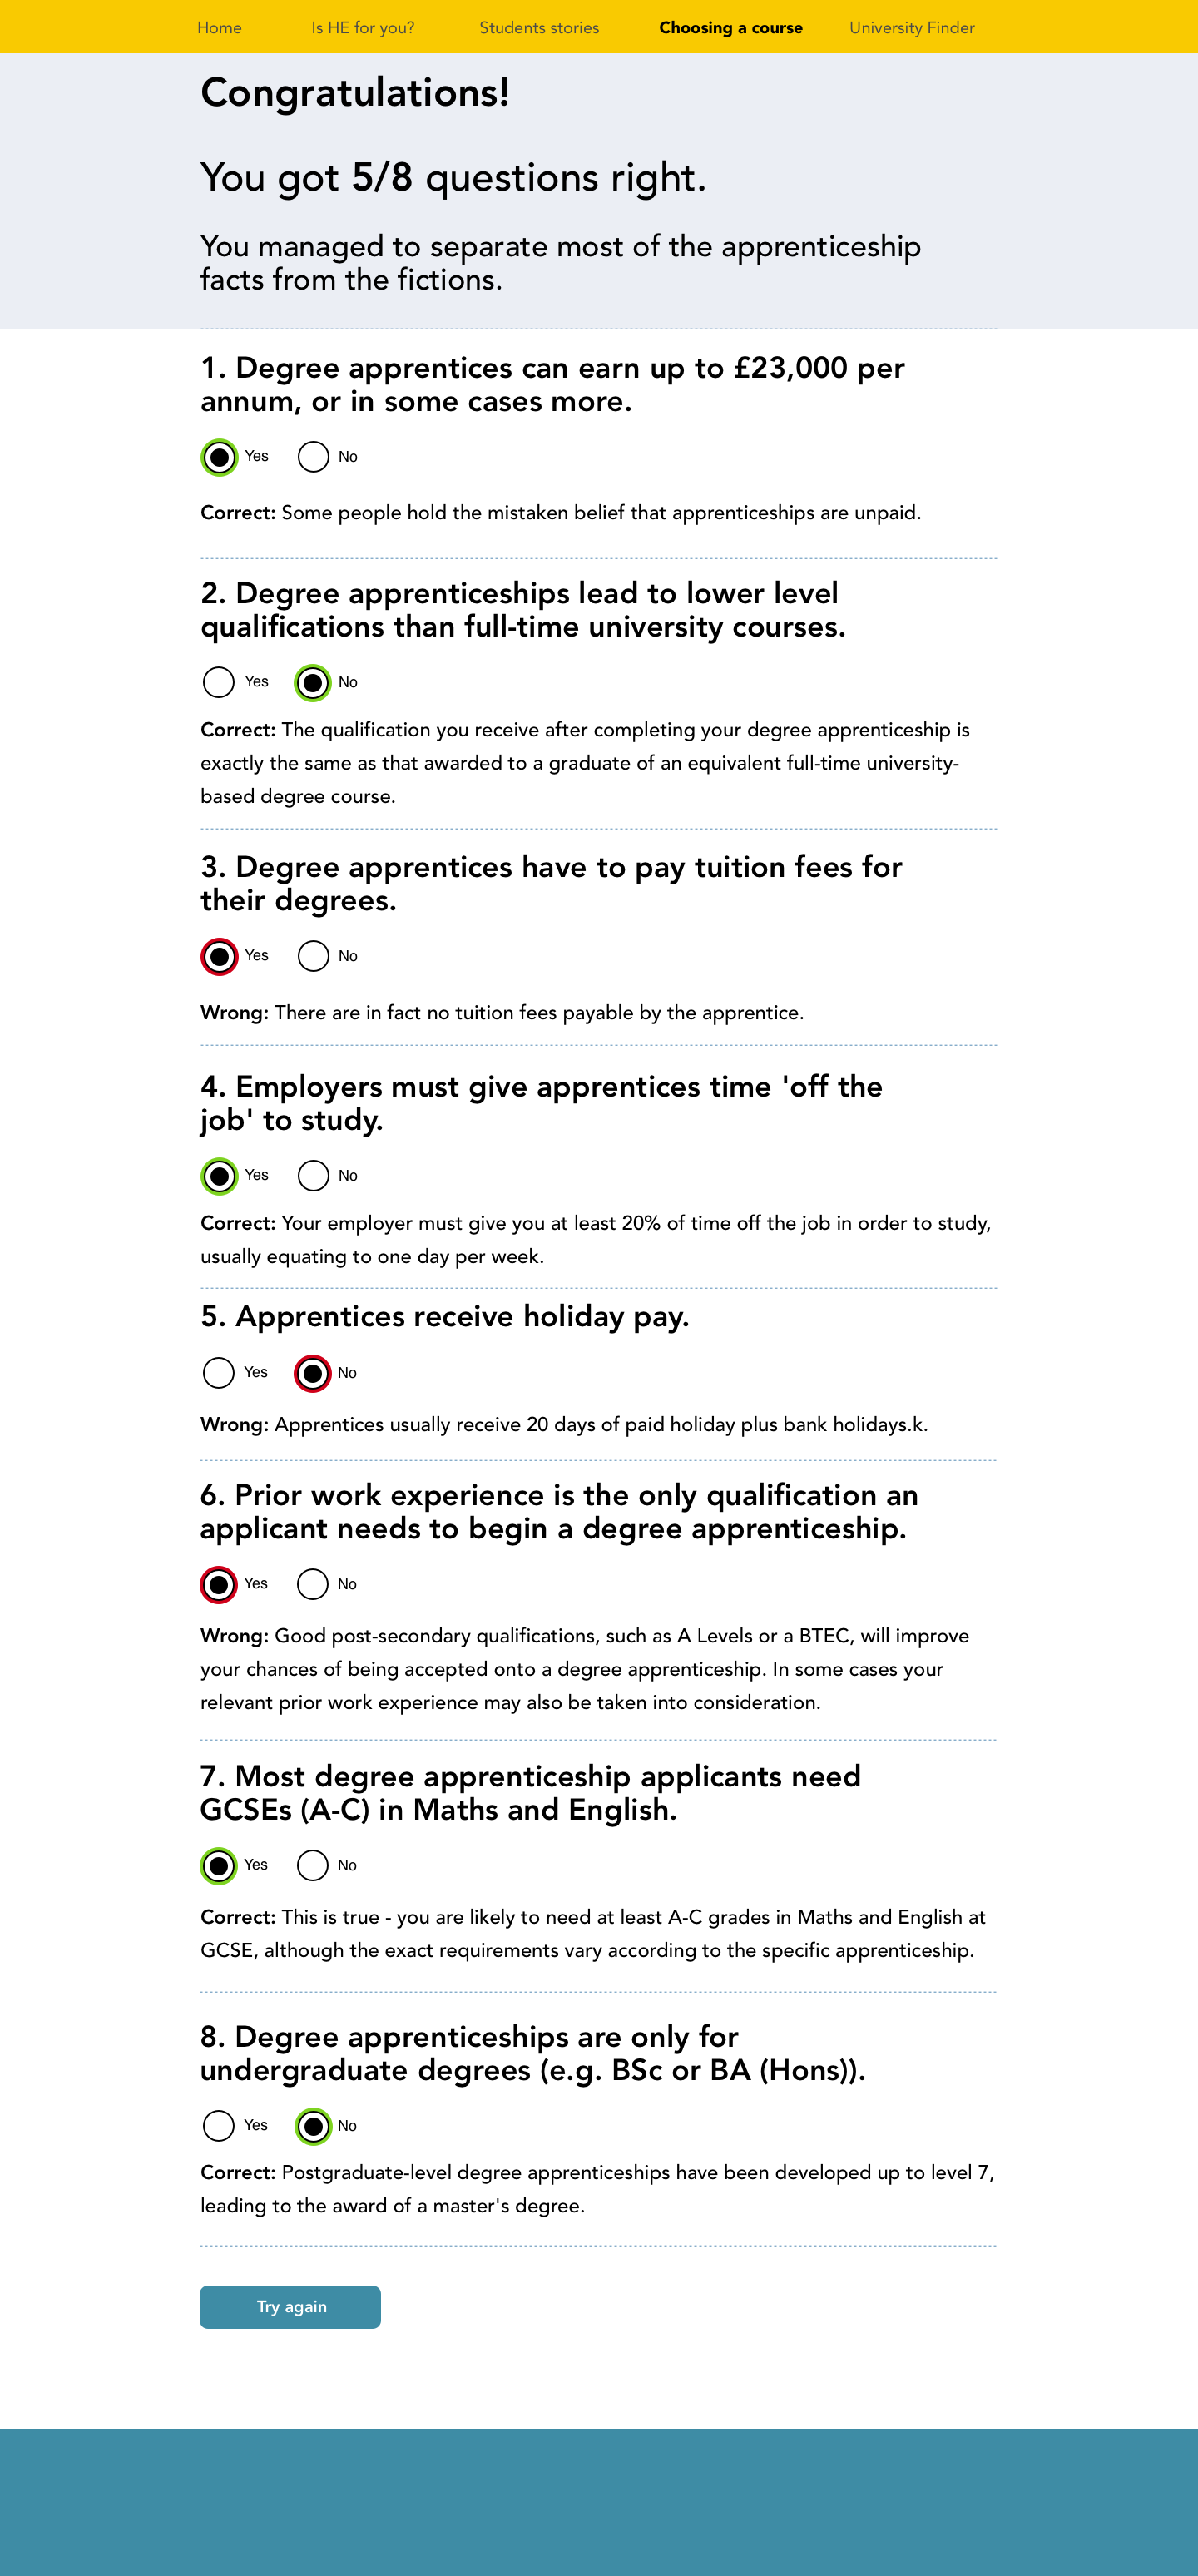 Home Is HE for you? Students stories Choosing a course University Finder
Congratulations!
You got 5/8 questions right.
You managed to separate most of the apprenticeship
facts from the fictions.
1. Degree apprentices can earn up to £23,000 per
annum, or in some cases more.
Yes No
Correct: Some people hold the mistaken belief that apprenticeships are unpaid.
2. Degree apprenticeships lead to lower level
qualifications than full-time university courses.
Yes No
Correct: The qualification you receive after completing your degree apprenticeship is
exactly the same as that awarded to a graduate of an equivalent full-time university-
based degree course.
3. Degree apprentices have to pay tuition fees for
their degrees.
Yes No
Wrong: There are in fact no tuition fees payable by the apprentice.
4. Employers must give apprentices time 'off the
job' to study.
Yes No
Correct: Your employer must give you at least 20% of time off the job in order to study,
usually equating to one day per week.
5. Apprentices receive holiday pay.
Yes No
Wrong: Apprentices usually receive 20 days of paid holiday plus bank holidays.k.
6. Prior work experience is the only qualification an
applicant needs to begin a degree apprenticeship.
Yes No
Wrong: Good post-secondary qualifications, such as A Levels or a BTEC, will improve
your chances of being accepted onto a degree apprenticeship. In some cases your
relevant prior work experience may also be taken into consideration.
7. Most degree apprenticeship applicants need
GCSEs (A-C) in Maths and English.
Yes No
Correct: This is true - you are likely to need at least A-C grades in Maths and English at
GCSE, although the exact requirements vary according to the specific apprenticeship.
8. Degree apprenticeships are only for
undergraduate degrees (e.g. BSc or BA (Hons)).
Yes No
Correct: Postgraduate-level degree apprenticeships have been developed up to level 7,
leading to the award of a master's degree.
Try again